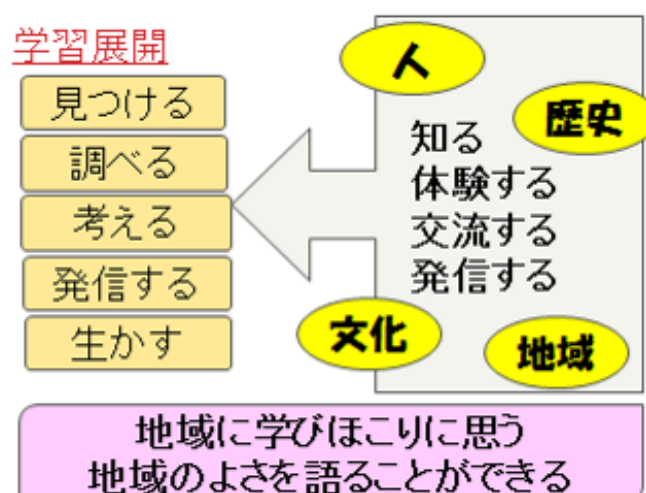 学習展開
見つける
調べる
考える
発信する
生かす
人
歴史
知る
体験する
交流する
発信する
文化
地域
地域に学びほこりに思う
地域のよさを語ることができる